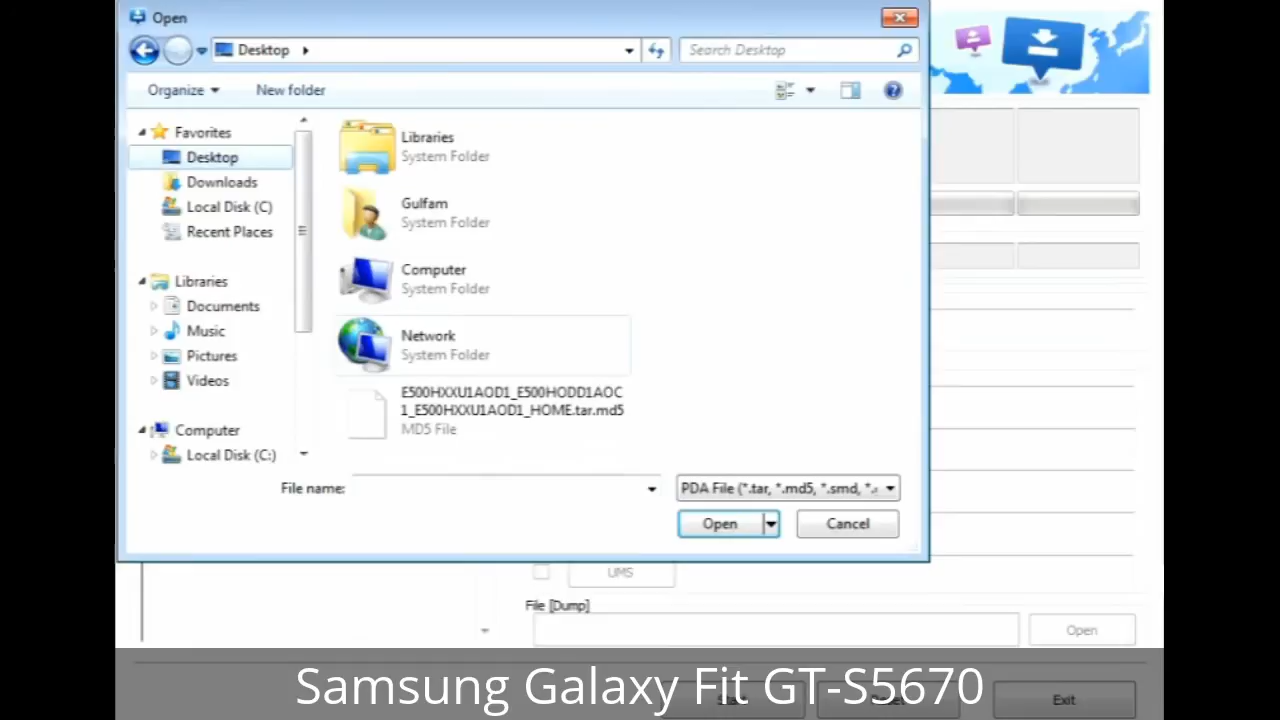 Open
Desktop
Search Desktop
Organize
New folder
Favorites
Desktop
Downloads
Local Disk (C)
Recent Places
Libraries
Documents
Music
Pictures
Videos
Computer
Local Disk (C:)
Libraries
System Folder
Gulfam
System Folder
Computer
System Folder
Network
System Folder
E500HXXU1AOD1_E500HODD1AOC
1_E500HXXU1AOD1_HOME.tar.md5
MD5 File
File name:
PDA File (*.tar, *.md5, *.smd, *.
Open
Cancel
UMS
File [Dump]
Open
Start
Reset
Exit
Samsung Galaxy Fit GT-S5670